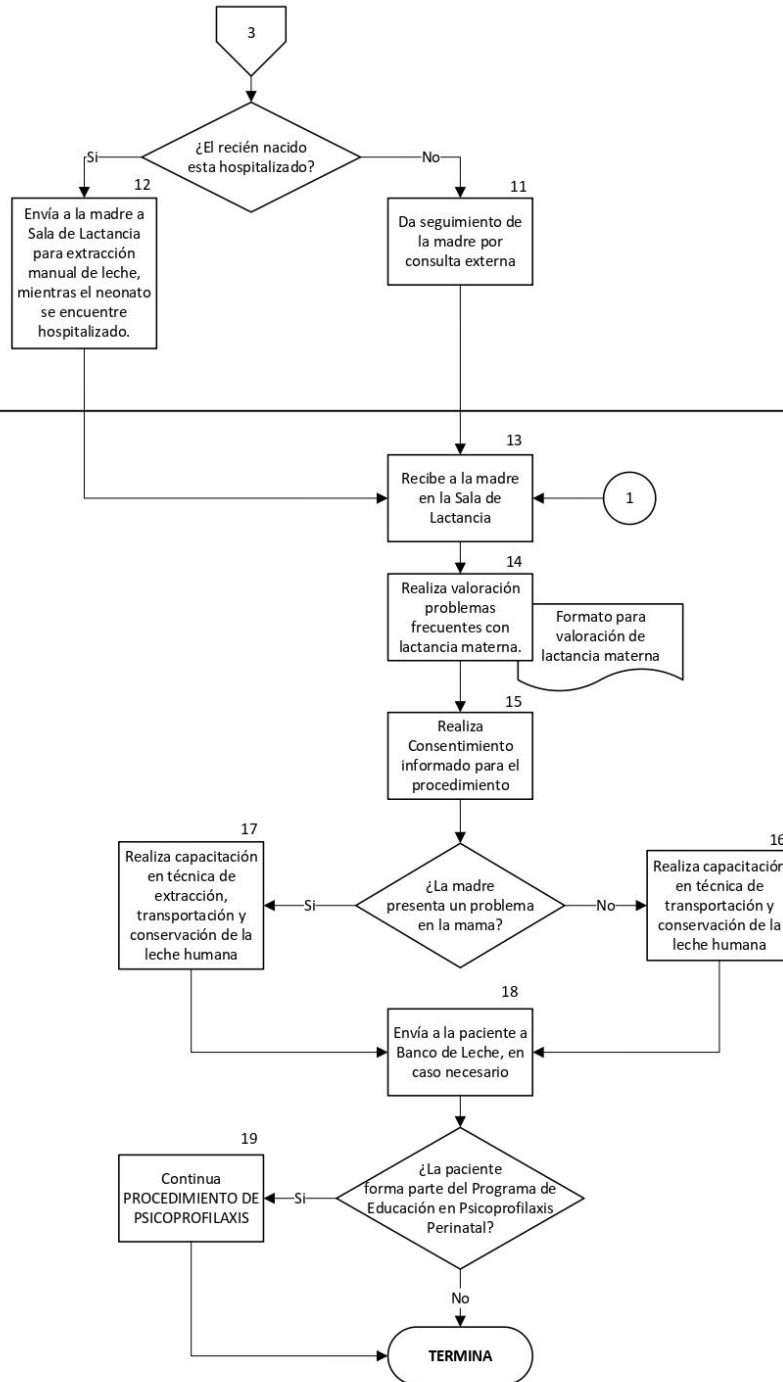 3
¿El recién nacido
esta hospitalizado?
Si
No
12
11
Envía a la madre a
Sala de Lactancia
para extracción
manual de leche,
mientras el neonato
se encuentre
hospitalizado.
Da seguimiento de
la madre por
consulta externa
13
Recibe a la madre
en la Sala de
Lactancia
1
14
Realiza valoración
problemas
frecuentes con
lactancia materna.
Formato para
valoración de
lactancia materna
15
Realiza
Consentimiento
informado para el
procedimiento
17
16
Realiza capacitación
en técnica de
extracción,
transportación y
conservación de la
leche humana
Si
¿La madre
presenta un problema
en la mama?
No
Realiza capacitación
en técnica de
transportación y
conservación de la
leche humana
18
Envía a la paciente a
Banco de Leche, en
caso necesario
19
Continua
PROCEDIMIENTO DE
PSICOPROFILAXIS
Si
¿La paciente
forma parte del Programa de
Educación en Psicoprofilaxis
Perinatal?
No
TERMINA